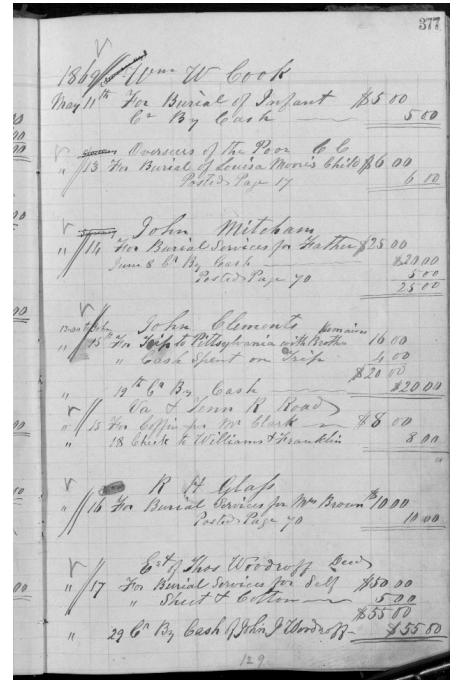 377
1869 Wm W Cook
May 11th For Burial of Infant $5 00
Cr By Cash 5 00
Overseers of the Poor C C
" 13 For Burial of Louisa Moore's Child $6 00
Posted Page 17 6 00
John Mitcham
" 14 For Burial Services for Father $25 00
June 8 Cr By Cash $20 00
Posted Page 70 5 00
25 00
John Clements
" 15th For Trip to Pittsylvania with Brothers Remains 16 00
" Cash Spent on Trip 4 00
$20 00
19th Cr By Cash $20 00
Va & Tenn R Road
" 15 For Coffin for Mr Clark $8 00
" 18 Check to Williams & Franklin 8 00
R H Glass
" 16 For Burial Services for Mrs Brown $10 00
Posted Page 70 10 00
Est of Thos Woodroff Decd
" 17 For Burial Services for Self $50 00
" Sheet & Cotton 5 00
$55 00
" 29 Cr By Cash of John J Woodroff $55 00
129